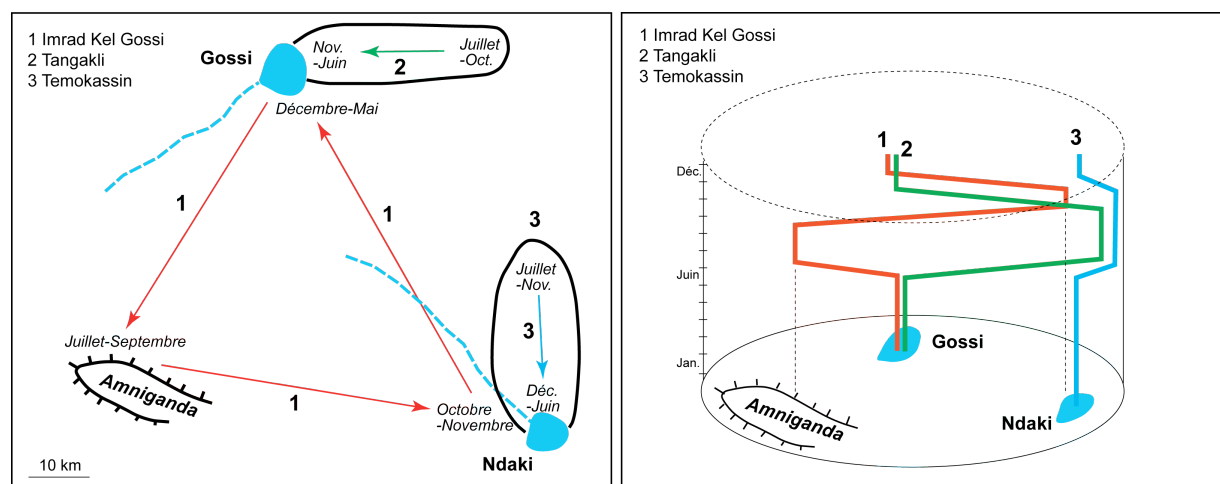 1 Imrad Kel Gossi
2 Tangakli
3 Temokassin
Gossi
Nov.
-Juin
2
Juillet
-Oct.
Décembre-Mai
1
1
3
Juillet
-Nov.
3
Juillet-Septembre
Amniganda
1
Déc.
-Juin
Octobre
-Novembre
Ndaki
10 km
1 Imrad Kel Gossi
2 Tangakli
3 Temokassin
1
2
3
Déc.
Juin
Jan.
Gossi
Amniganda
Ndaki